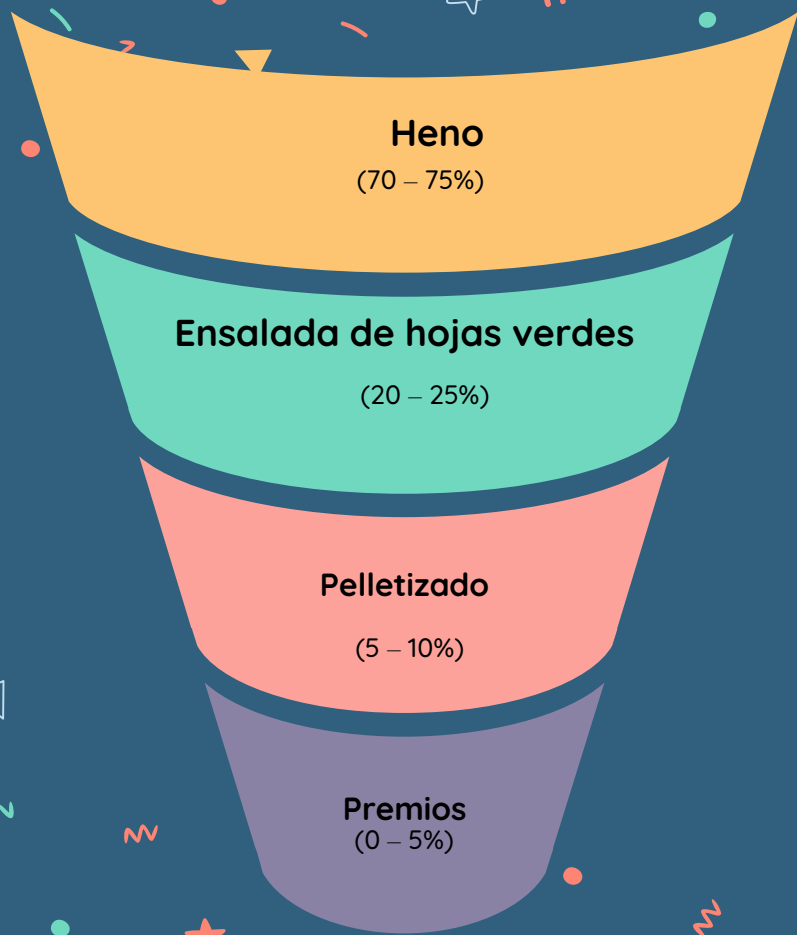 Heno
(70 – 75%)
Ensalada de hojas verdes
(20 – 25%)
Pelletizado
(5 – 10%)
Premios
(0 – 5%)